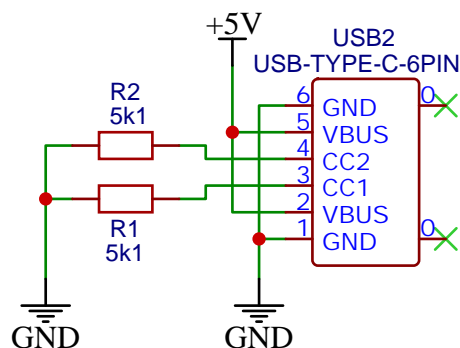 +5V
USB2
USB-TYPE-C-6PIN
6 GND 0
5 VBUS
R2
5k1
4 CC2
3 CC1
2 VBUS
R1
5k1
1 GND 0
GND
GND